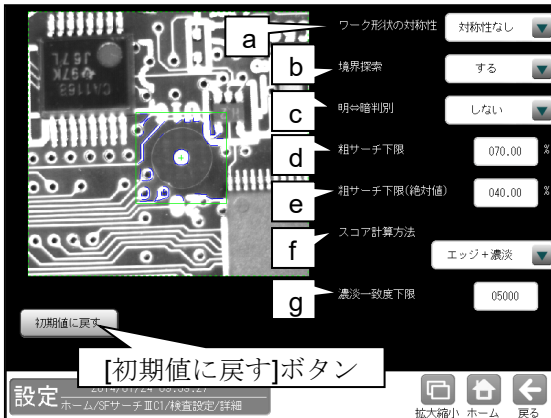 a
ワーク形状の対称性
対称性なし
b
境界探索
する
c
明⇔暗判別
しない
d
粗サーチ下限
070.00
%
e
粗サーチ下限(絶対値)
040.00
%
f
スコア計算方法
エッジ+濃淡
g
濃淡一致度下限
05000
初期値に戻す
[初期値に戻す]ボタン
設定
ホーム/SFサーチⅢC1/検査設定/詳細
拡大縮小
ホーム
戻る